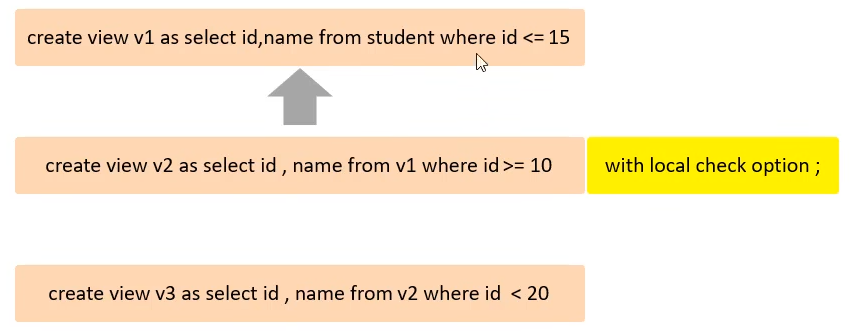 create view v1 as select id,name from student where id <= 15
create view v2 as select id , name from v1 where id >= 10 with local check option ;
create view v3 as select id , name from v2 where id < 20